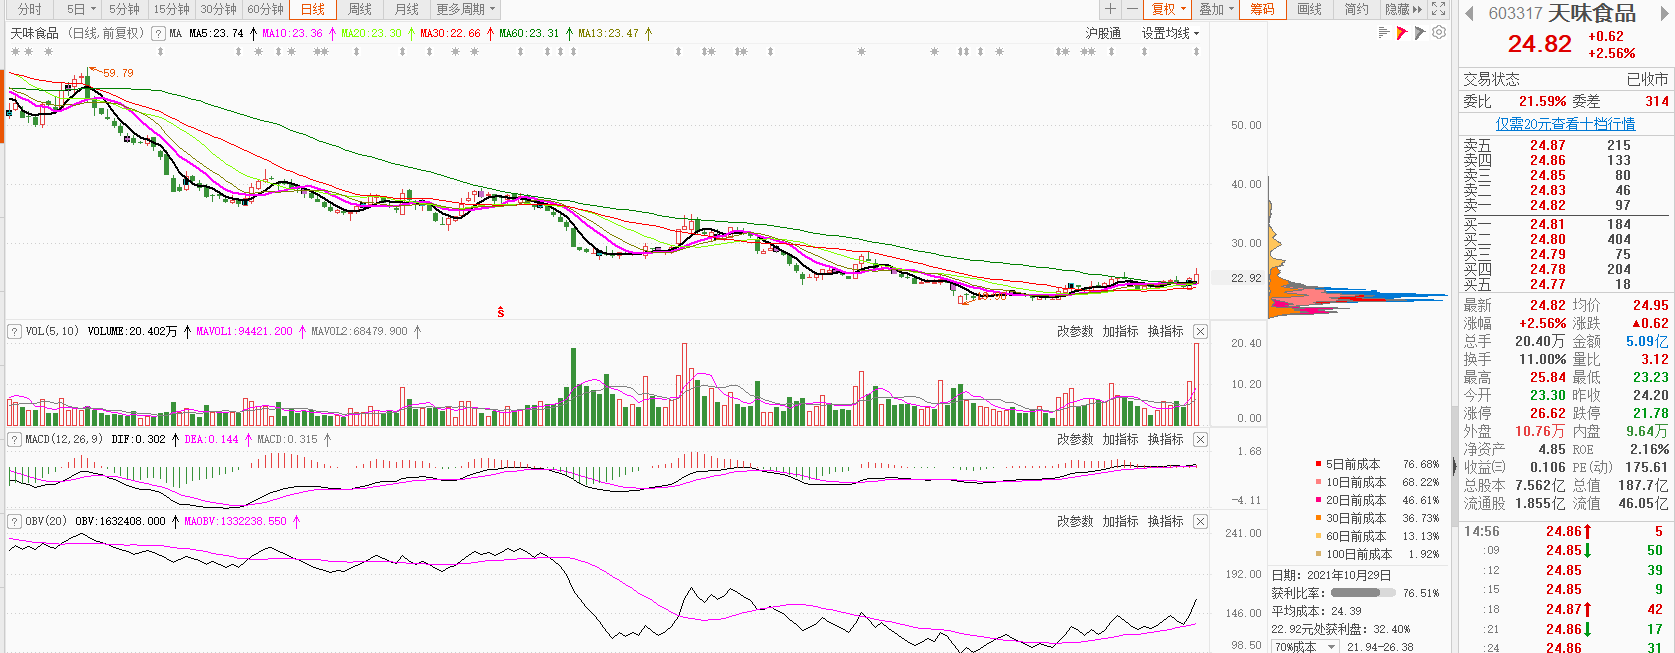 分时 5日 5分钟 15分钟 30分钟 60分钟 日线 周线 月线 更多周期 复权 叠加 筹码 画线 简约 隐藏
603317 天味食品
天味食品 (日线,前复权) ? MA MA5:23.74 MA10:23.36 MA20:23.30 MA30:22.66 MA60:23.31 MA13:23.47 沪股通 设置均线
24.82 +0.62
+2.56%
59.79
50.00
40.00
30.00
22.92
S
交易状态 已收市
委比 21.59% 委差 314
仅需20元查看十档行情
卖五 24.87 215
卖四 24.86 133
卖三 24.85 80
卖二 24.83 46
卖一 24.82 97
买一 24.81 184
买二 24.80 404
买三 24.79 75
买四 24.78 204
买五 24.77 18
最新 24.82 均价 24.95
涨幅 +2.56% 涨跌 ▲0.62
总手 20.40万 金额 5.09亿
换手 11.00% 量比 3.12
最高 25.84 最低 23.23
今开 23.30 昨收 24.20
涨停 26.62 跌停 21.78
外盘 10.76万 内盘 9.64万
净资产 4.85 ROE 2.16%
收益㈢ 0.106 PE(动) 175.61
总股本 7.562亿 总值 187.7亿
流通股 1.855亿 流值 46.05亿
14:56 24.86 5
:09 24.85 50
:12 24.85 39
:15 24.85 9
:18 24.87 42
:21 24.86 17
:24 24.86 31
? VOL(5,10) VOLUME:20.402万 MAVOL1:94421.200 MAVOL2:68479.900 改参数 加指标 换指标
20.40
10.20
0.00
? MACD(12,26,9) DIF:0.302 DEA:0.144 MACD:0.315 改参数 加指标 换指标
1.68
-4.11
? OBV(20) OBV:1632408.000 MAOBV:1332238.550 改参数 加指标 换指标
241.00
192.00
146.00
98.50
5日前成本 76.68%
10日前成本 68.22%
20日前成本 46.61%
30日前成本 36.73%
60日前成本 13.13%
100日前成本 1.92%
日期: 2021年10月29日
获利比率: 76.51%
平均成本: 24.39
22.92元处获利盘: 32.40%
70%成本 21.94-26.38